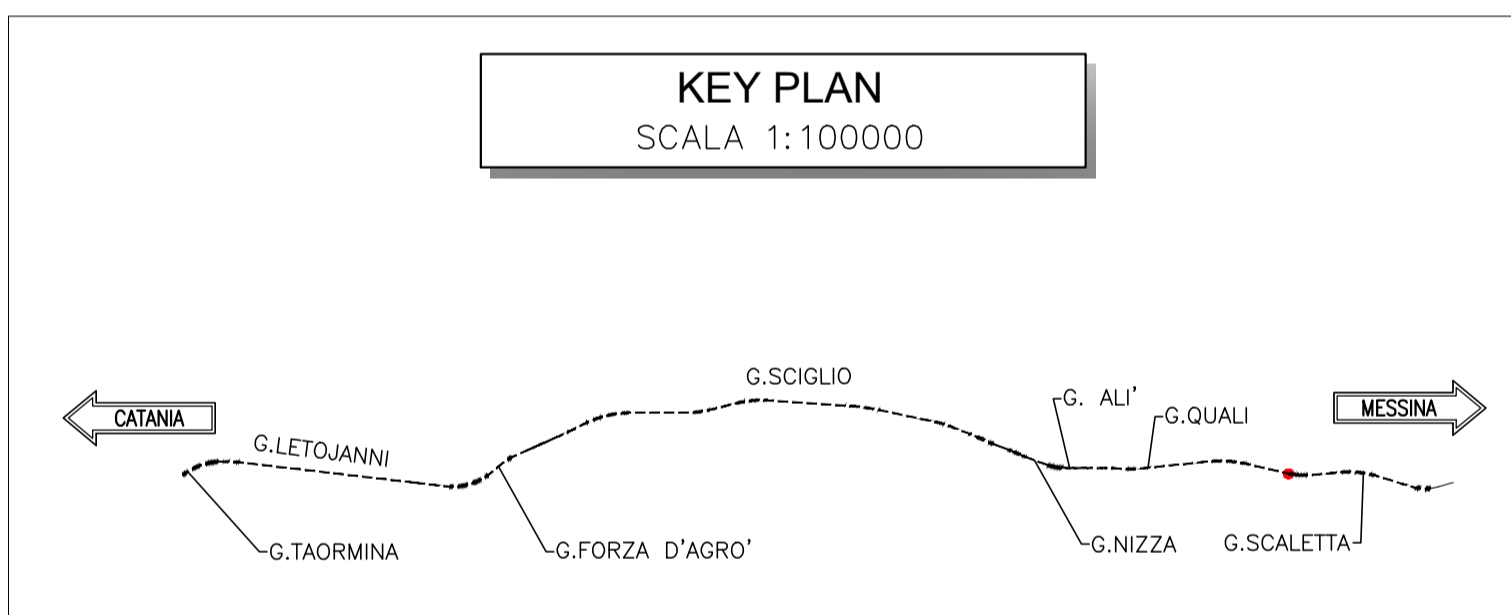 KEY PLAN
SCALA 1:100000
G.SCIGLIO
G. ALI'
G.QUALI
CATANIA
MESSINA
G.LETOJANNI
G.TAORMINA
G.FORZA D'AGRO'
G.NIZZA
G.SCALETTA